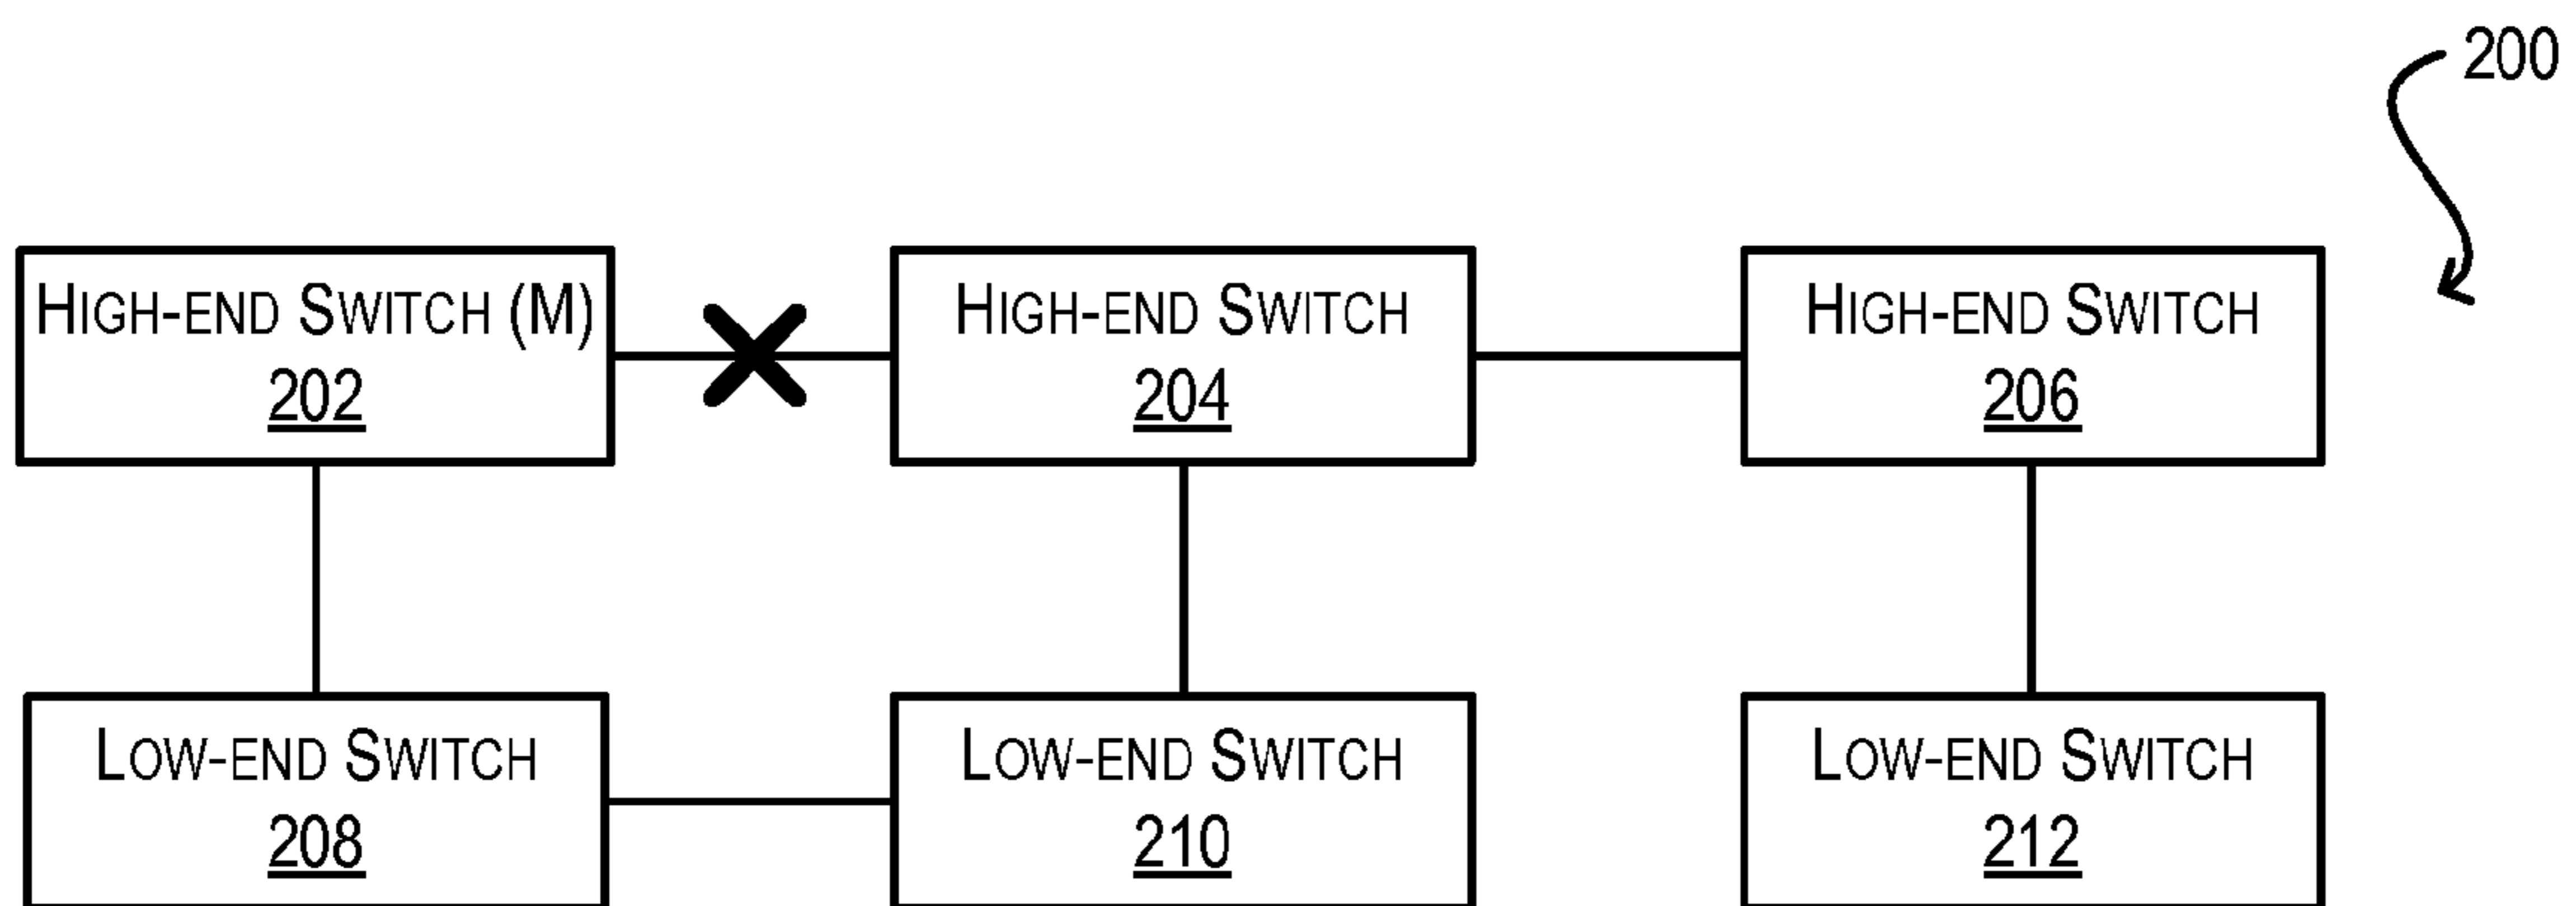 200
HIGH-END SWITCH (M)
202
HIGH-END SWITCH
204
HIGH-END SWITCH
206
LOW-END SWITCH
208
LOW-END SWITCH
210
LOW-END SWITCH
212